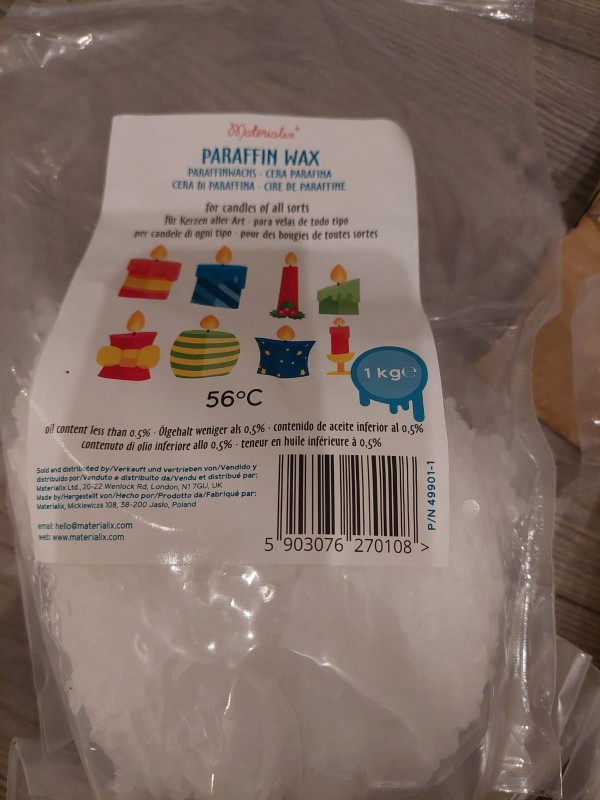 Materialix®
PARAFFIN WAX
PARAFFINWACHS · CERA PARAFINA
CERA DI PARAFFINA · CIRE DE PARAFFINE
for candles of all sorts
für Kerzen aller Art · para velas de todo tipo
per candele di ogni tipo · pour des bougies de toutes sortes
1 kg℮
56°C
oil content less than 0.5% · Ölgehalt weniger als 0,5% · contenido de aceite inferior al 0,5%
contenuto di olio inferiore allo 0,5% · teneur en huile inférieure à 0,5%
Sold and distributed by/Verkauft und vertrieben von/Vendido y
distribuido por/Venduto e distribuito da/Vendu et distribué par:
Materialix Ltd., 20-22 Wenlock Rd, London, N1 7GU, UK
Made by/Hergestellt von/Hecho por/Prodotto da/Fabriqué par:
Materialix, Mickiewicza 108, 38-200 Jasło, Poland
email: hello@materialix.com
web: www.materialix.com
5 903076 270108 >
P/N 49901-1